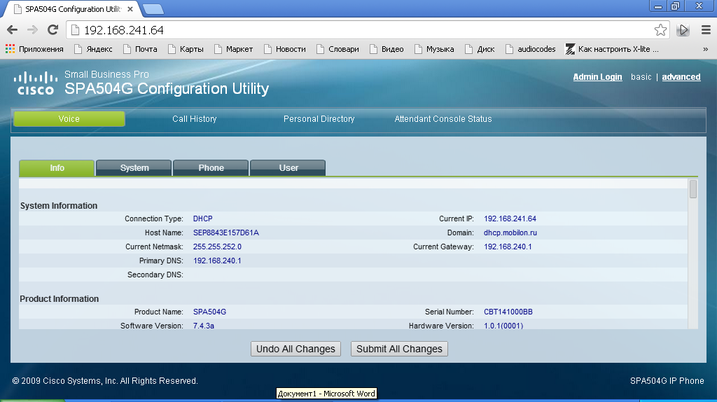 SPA504G Configuration Utilit
192.168.241.64
Приложения Яндекс Почта Карты Маркет Новости Словари Видео Музыка Диск audiocodes Как настроить X-lite ...
Small Business Pro
cisco SPA504G Configuration Utility
Admin Login basic | advanced
Voice Call History Personal Directory Attendant Console Status
Info System Phone User
System Information
Connection Type: DHCP Current IP: 192.168.241.64
Host Name: SEP8843E157D61A Domain: dhcp.mobilon.ru
Current Netmask: 255.255.252.0 Current Gateway: 192.168.240.1
Primary DNS: 192.168.240.1
Secondary DNS:
Product Information
Product Name: SPA504G Serial Number: CBT141000BB
Software Version: 7.4.3a Hardware Version: 1.0.1(0001)
Undo All Changes Submit All Changes
© 2009 Cisco Systems, Inc. All Rights Reserved. SPA504G IP Phone
Документ1 - Microsoft Word